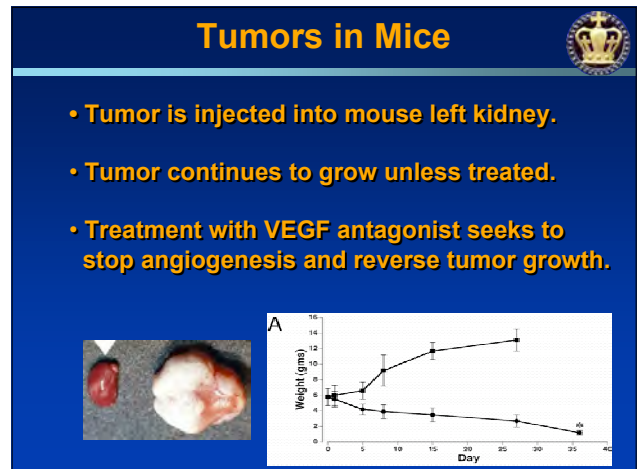 Tumors in Mice
• Tumor is injected into mouse left kidney.
• Tumor continues to grow unless treated.
• Treatment with VEGF antagonist seeks to
stop angiogenesis and reverse tumor growth.
A
Weight (gms)
16
14
12
10
8
6
4
2
0
*
0 5 10 15 20 25 30 35 40
Day